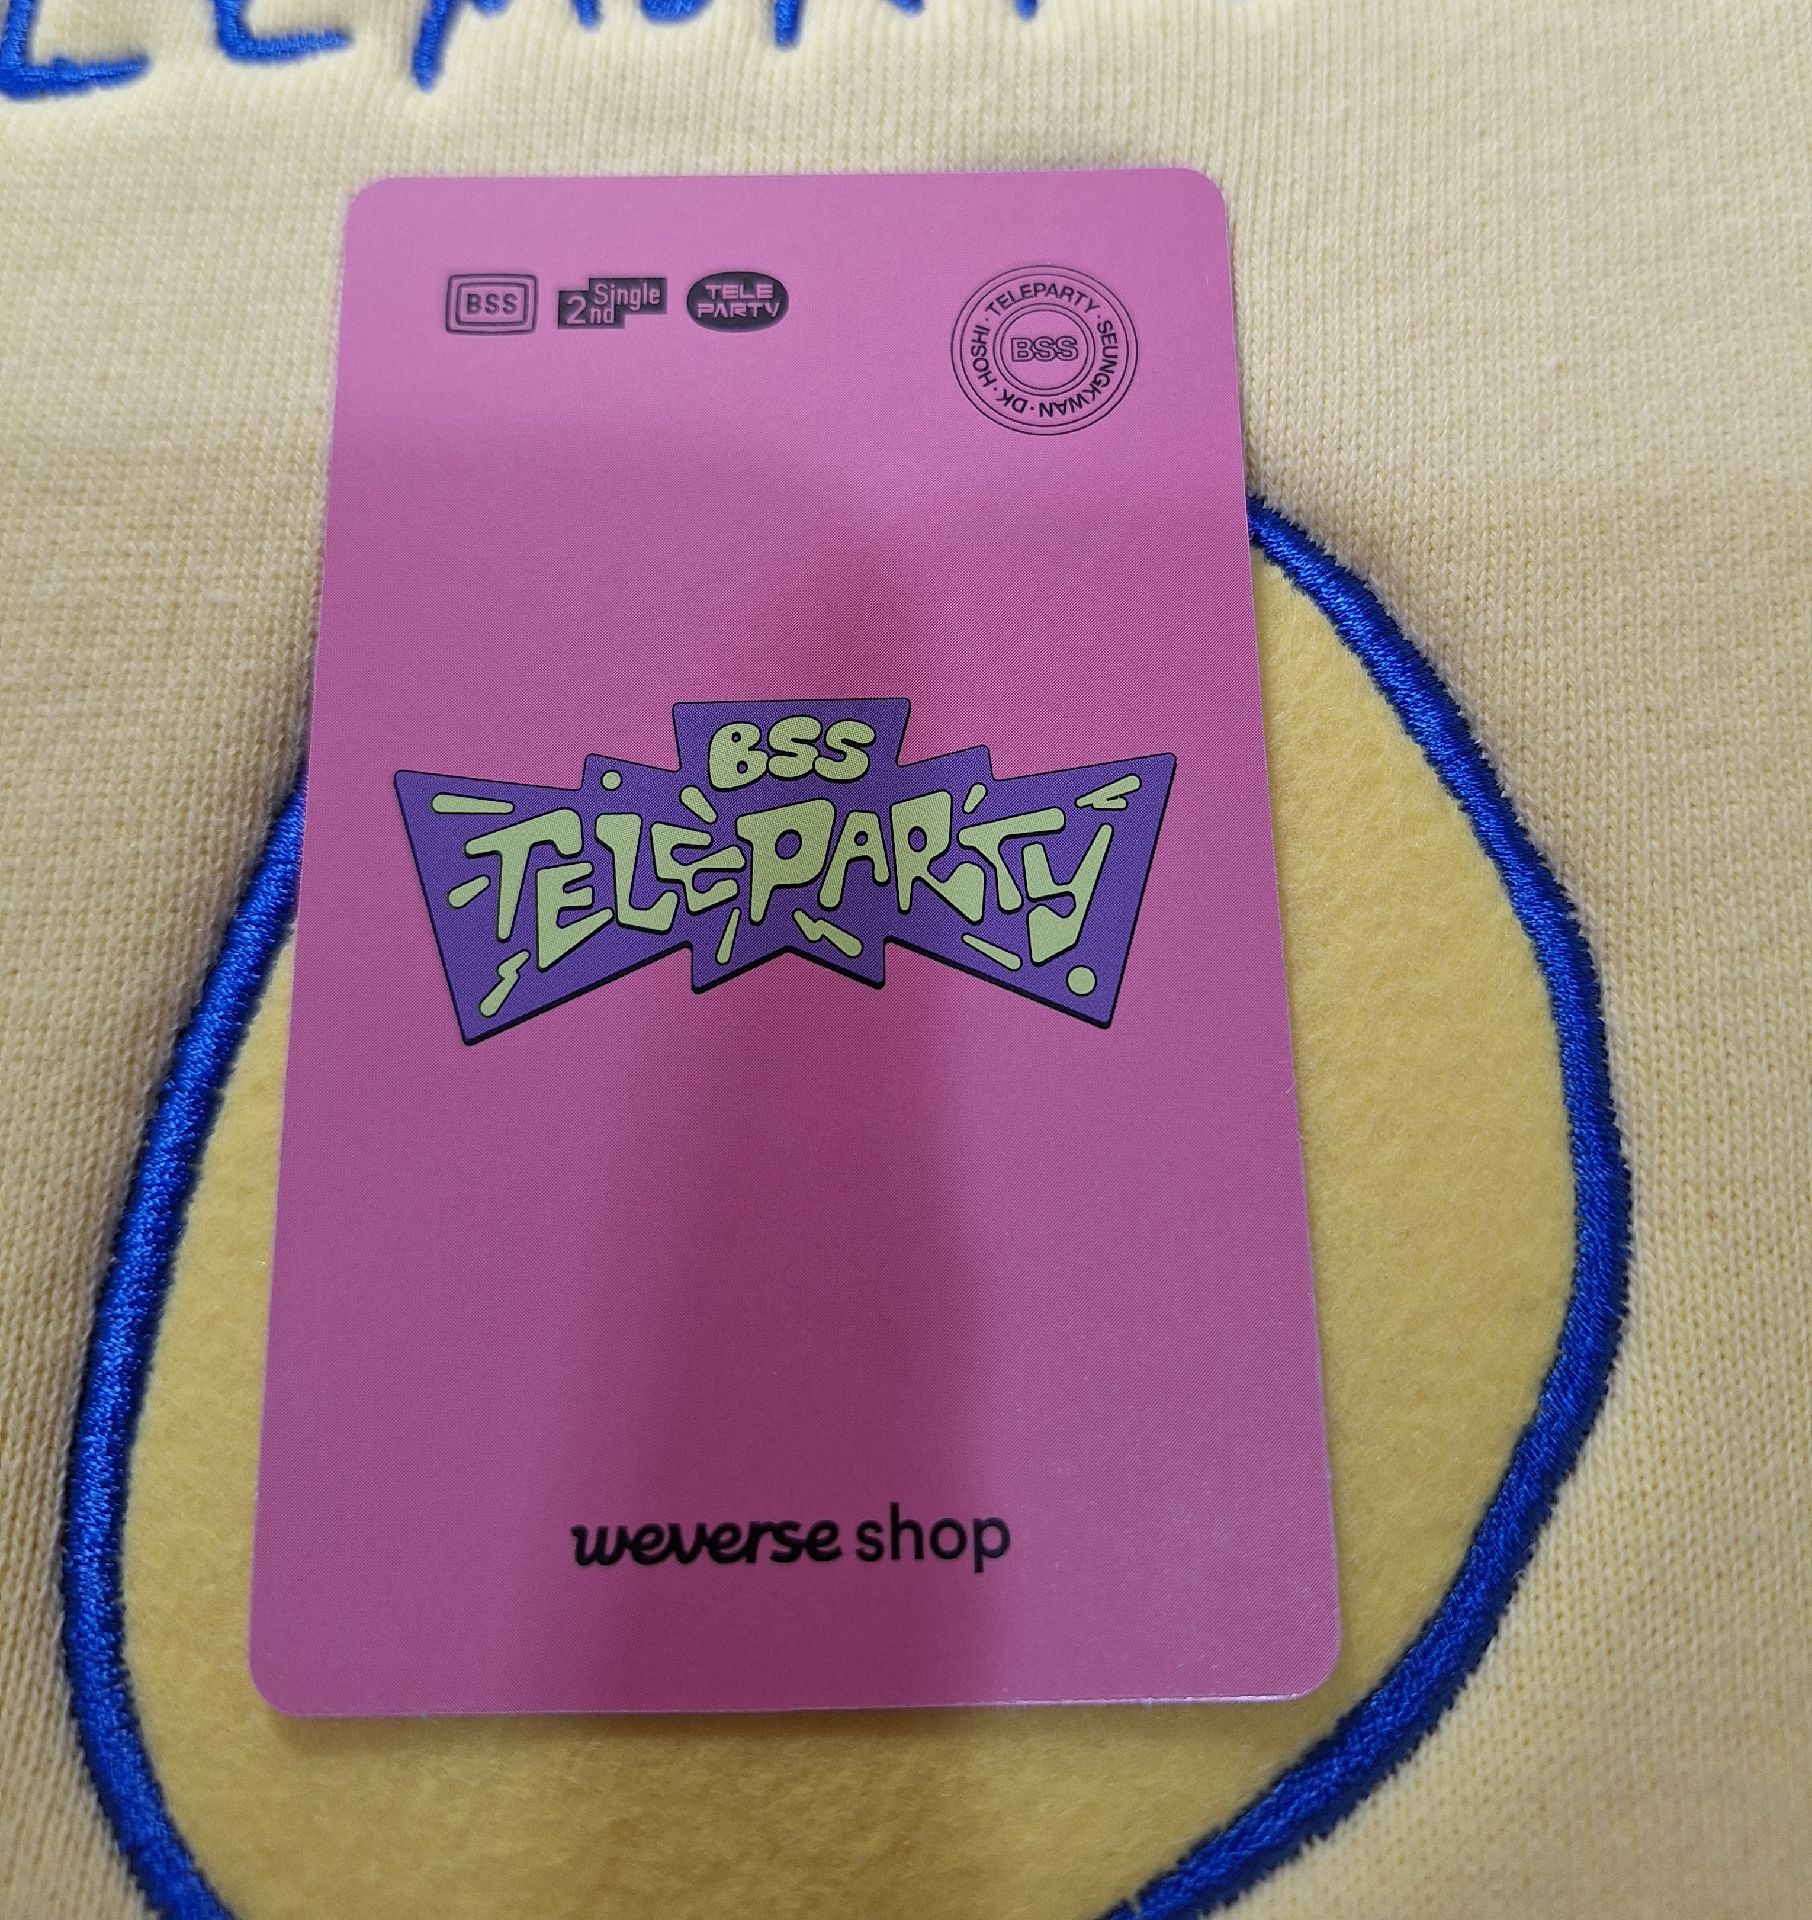 BSS
2nd Single
TELE
PARTY
TELEPARTY · SEUNGKWAN · DK · HOSHI ·
BSS
BSS
TELEPARTY
weverse shop